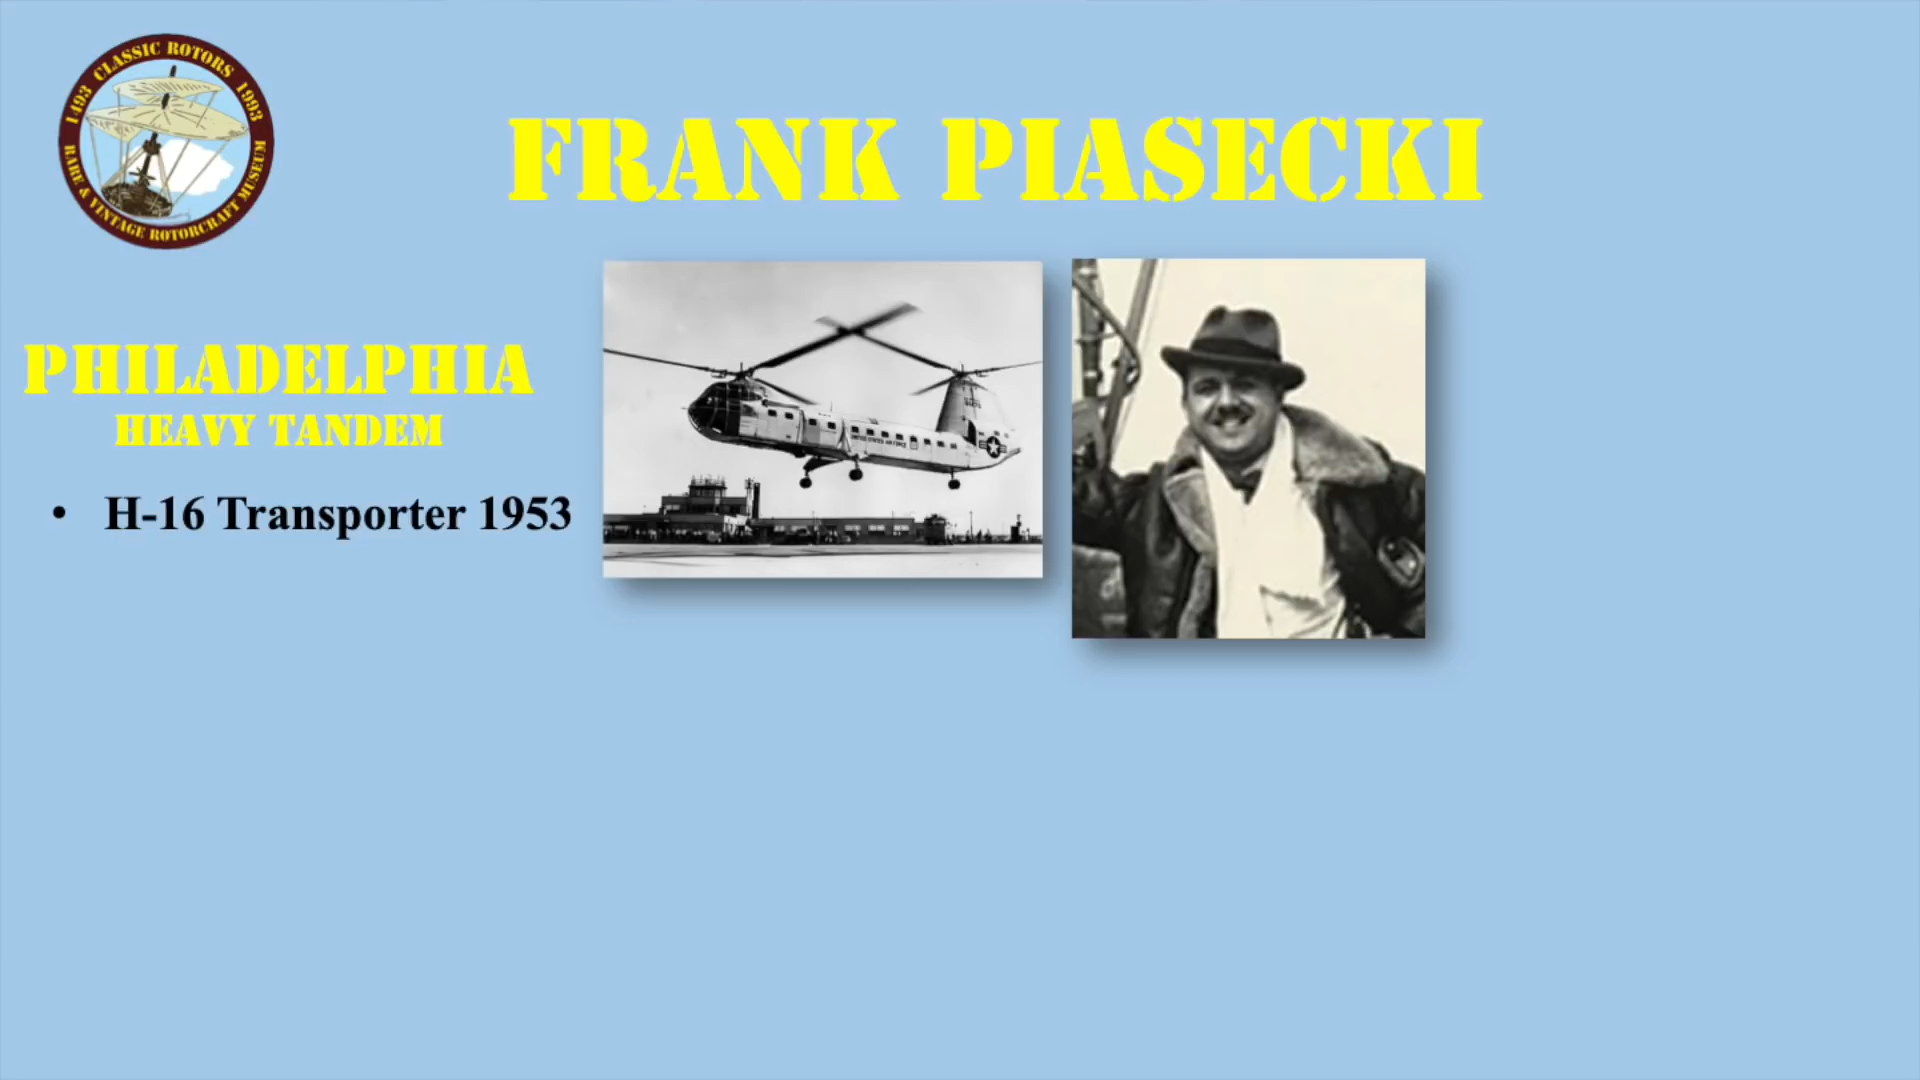 1493 CLASSIC ROTORS 1993
RARE & VINTAGE ROTORCRAFT MUSEUM
FRANK PIASECKI
PHILADELPHIA
HEAVY TANDEM
• H-16 Transporter 1953
UNITED STATES AIR FORCE